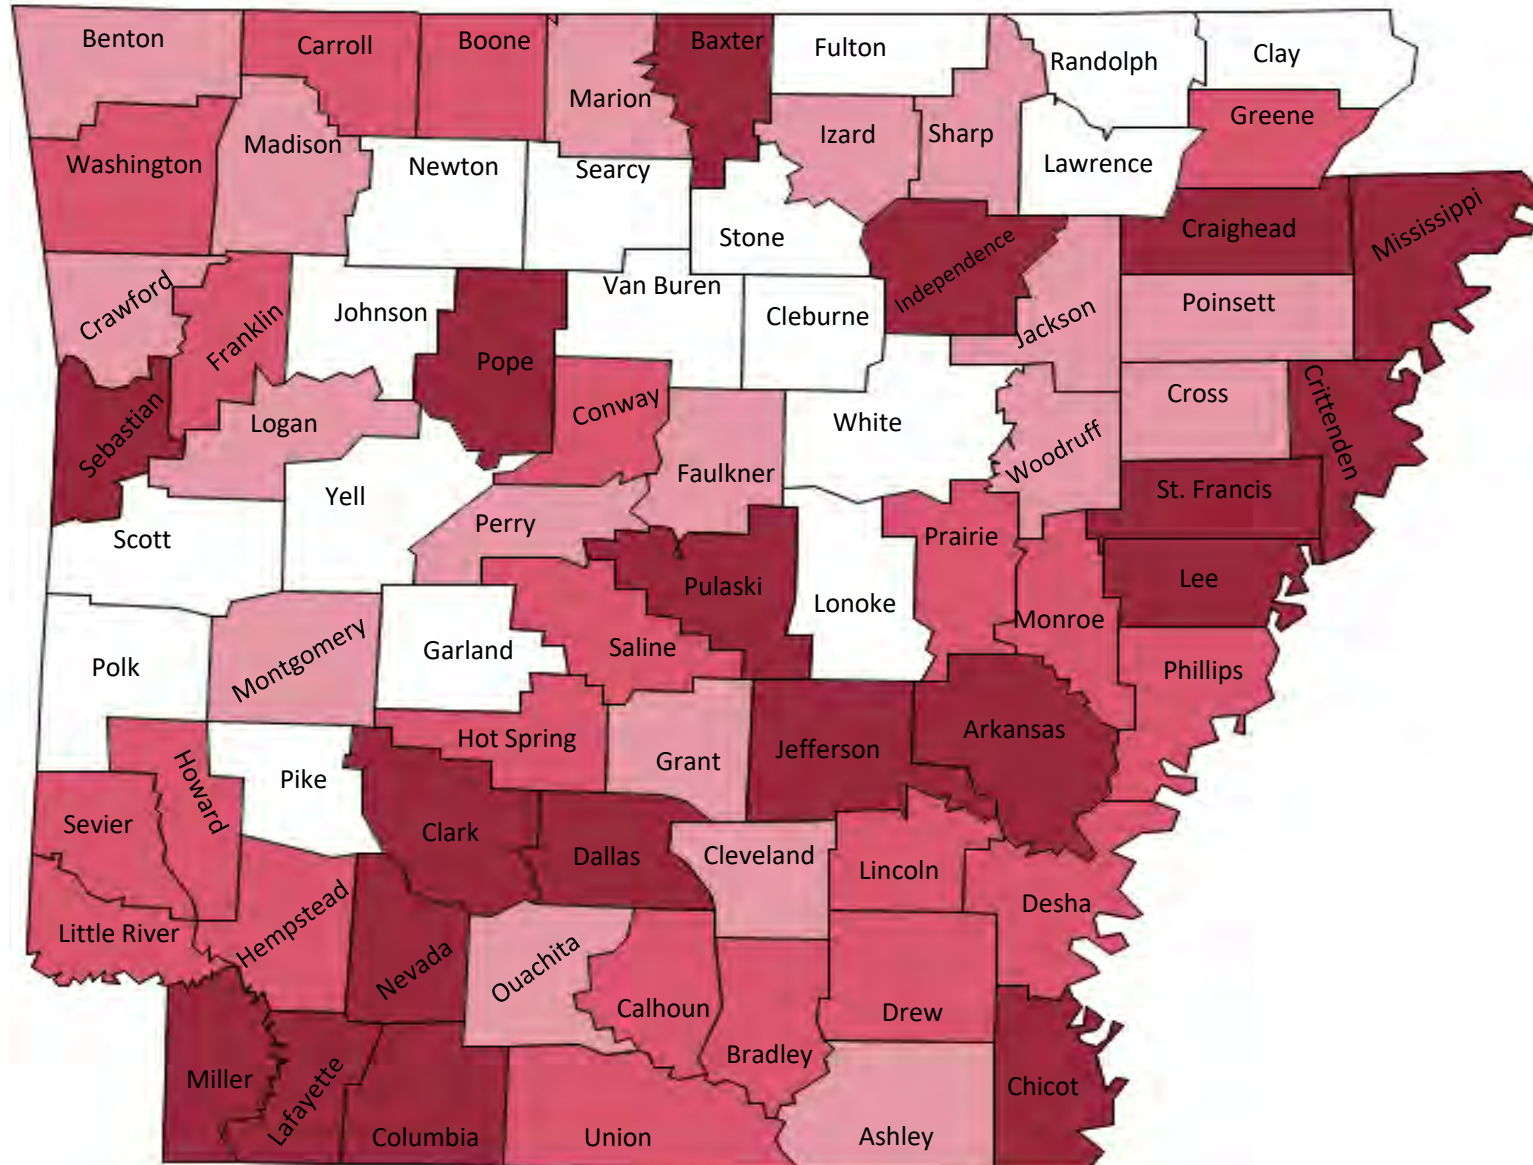 Benton
Carroll
Boone
Marion
Baxter
Fulton
Randolph
Clay
Washington
Madison
Newton
Searcy
Izard
Sharp
Lawrence
Greene
Stone
Independence
Craighead
Mississippi
Crawford
Franklin
Johnson
Pope
Van Buren
Cleburne
Jackson
Poinsett
Sebastian
Logan
Conway
Faulkner
White
Woodruff
Cross
Crittenden
Scott
Yell
Perry
Pulaski
Lonoke
Prairie
St. Francis
Lee
Polk
Montgomery
Garland
Saline
Monroe
Phillips
Howard
Pike
Hot Spring
Grant
Jefferson
Arkansas
Sevier
Clark
Dallas
Cleveland
Lincoln
Desha
Little River
Hempstead
Nevada
Ouachita
Calhoun
Bradley
Drew
Miller
Lafayette
Columbia
Union
Ashley
Chicot